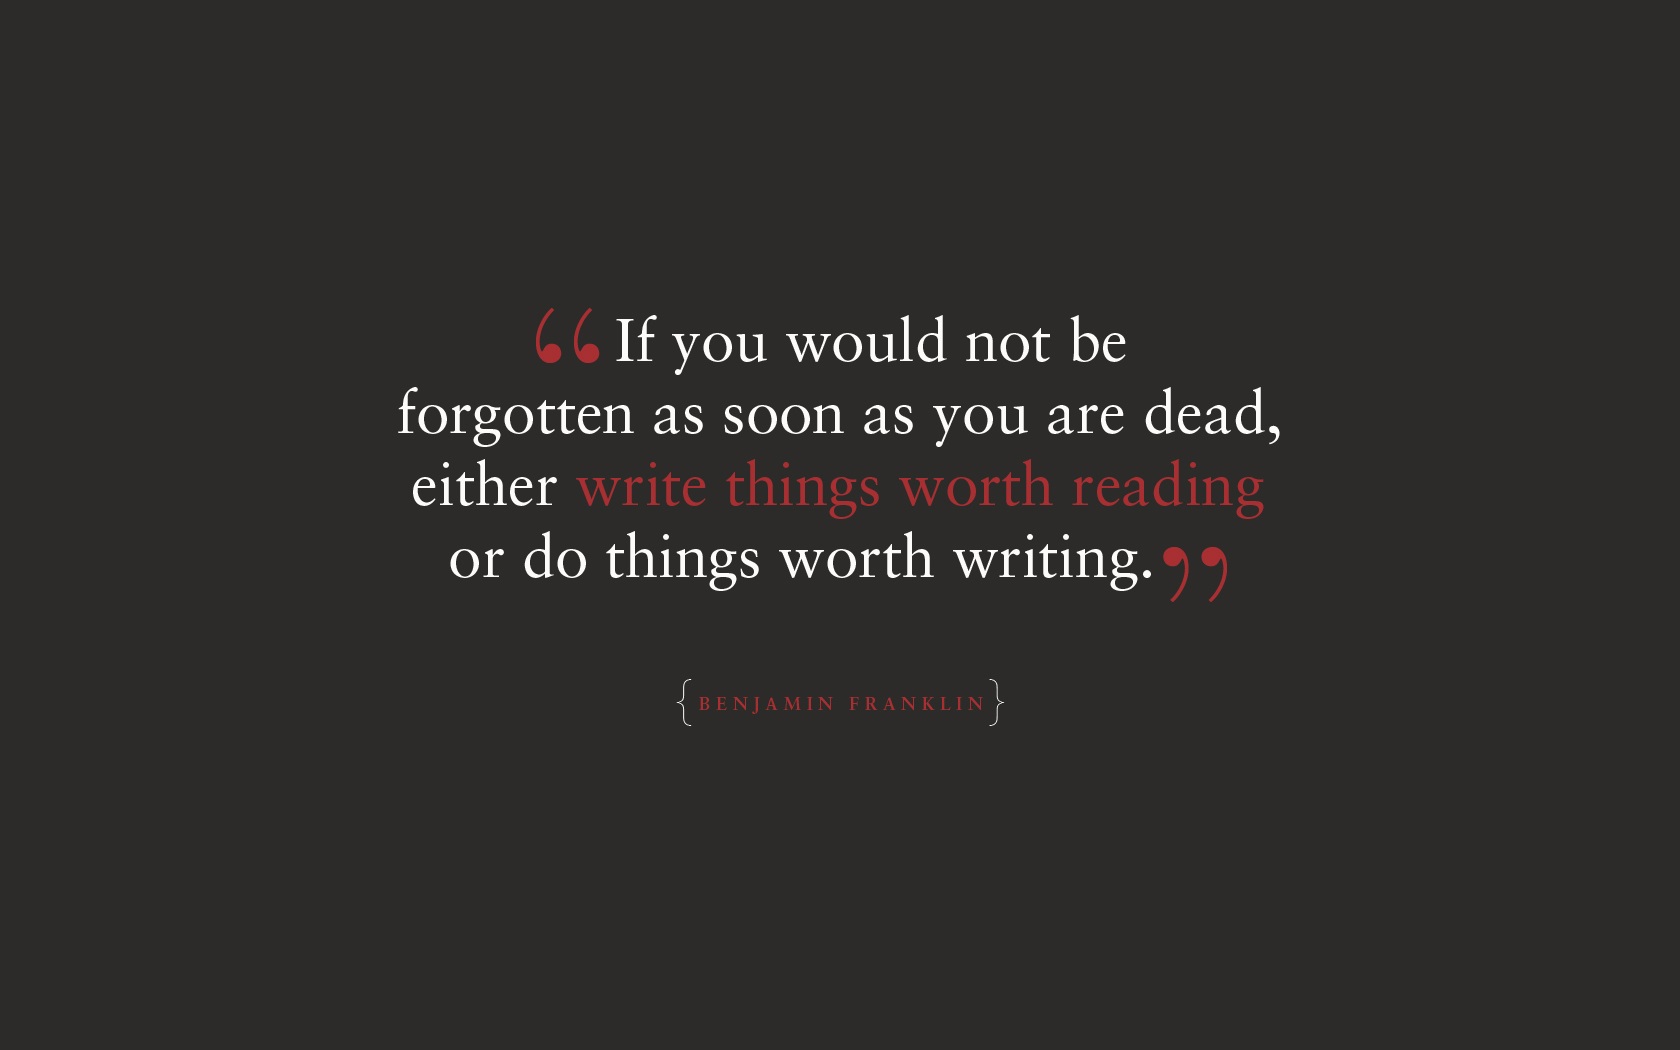 “If you would not be
forgotten as soon as you are dead,
either write things worth reading
or do things worth writing.”
{BENJAMIN FRANKLIN}